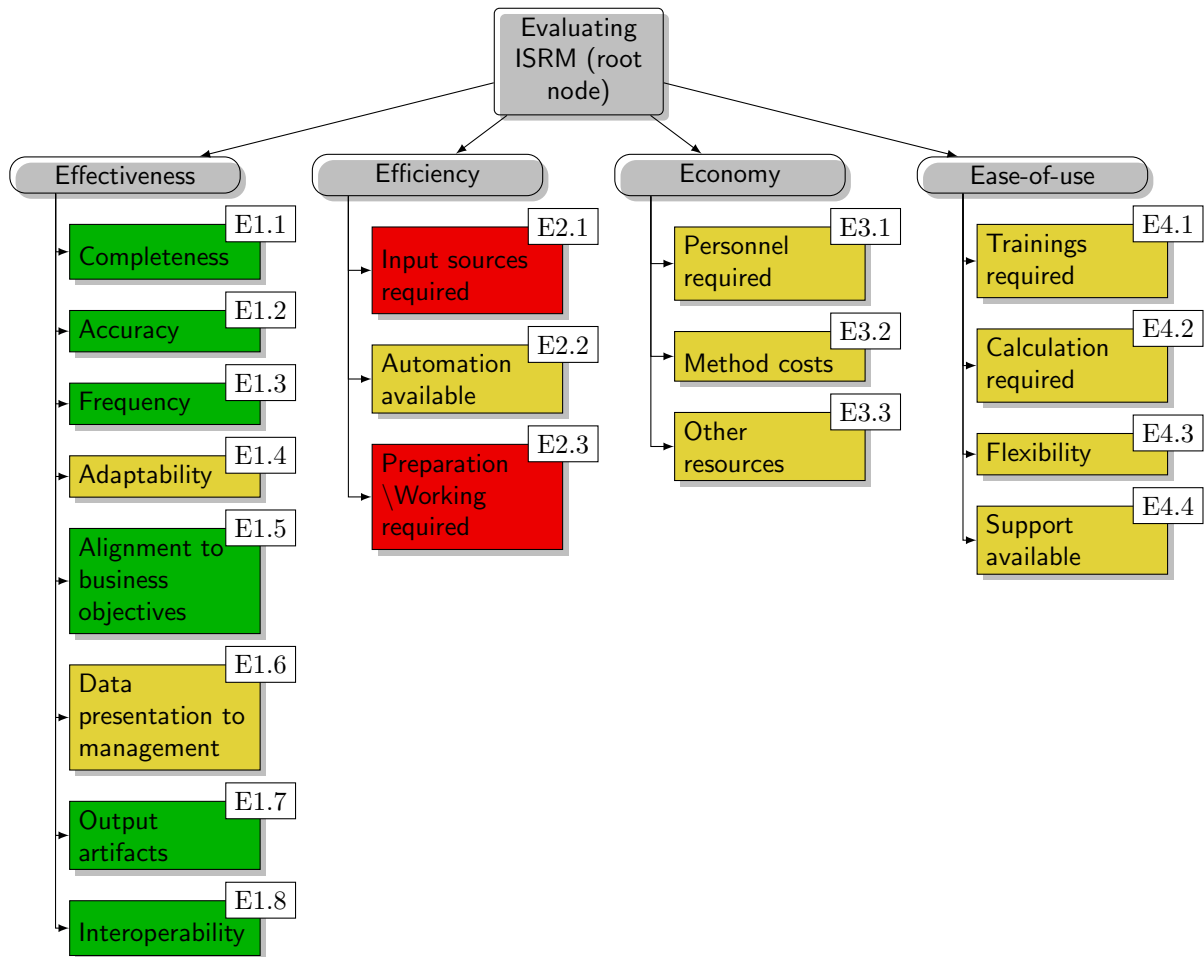 Evaluating
ISRM (root
node)
Effectiveness
Efficiency
Economy
Ease-of-use
E1.1
Completeness
E1.2
Accuracy
E1.3
Frequency
E1.4
Adaptability
E1.5
Alignment to
business
objectives
E1.6
Data
presentation to
management
E1.7
Output
artifacts
E1.8
Interoperability
E2.1
Input sources
required
E2.2
Automation
available
E2.3
Preparation
\Working
required
E3.1
Personnel
required
E3.2
Method costs
E3.3
Other
resources
E4.1
Trainings
required
E4.2
Calculation
required
E4.3
Flexibility
E4.4
Support
available